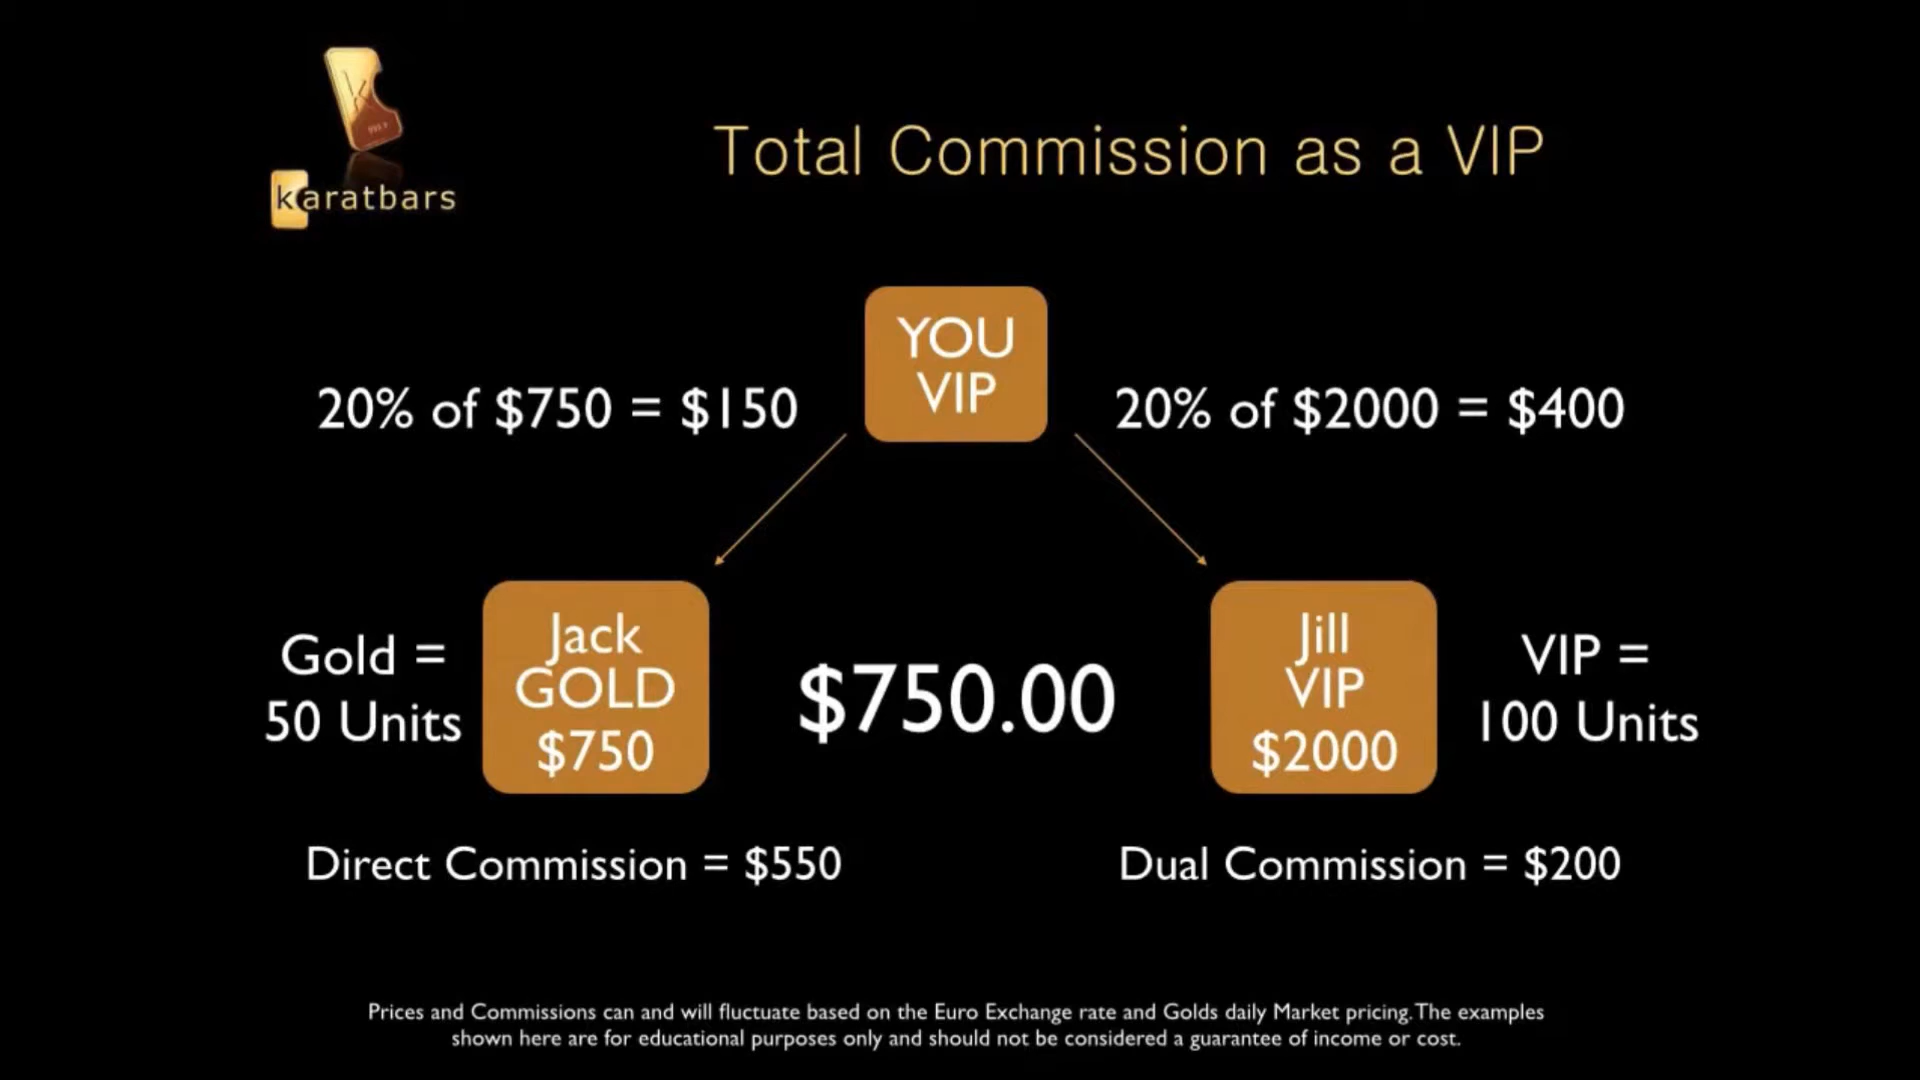 karatbars
Total Commission as a VIP
YOU
VIP
20% of $750 = $150
20% of $2000 = $400
Gold =
50 Units
Jack
GOLD
$750
$750.00
Jill
VIP
$2000
VIP =
100 Units
Direct Commission = $550
Dual Commission = $200
Prices and Commissions can and will fluctuate based on the Euro Exchange rate and Golds daily Market pricing. The examples
shown here are for educational purposes only and should not be considered a guarantee of income or cost.